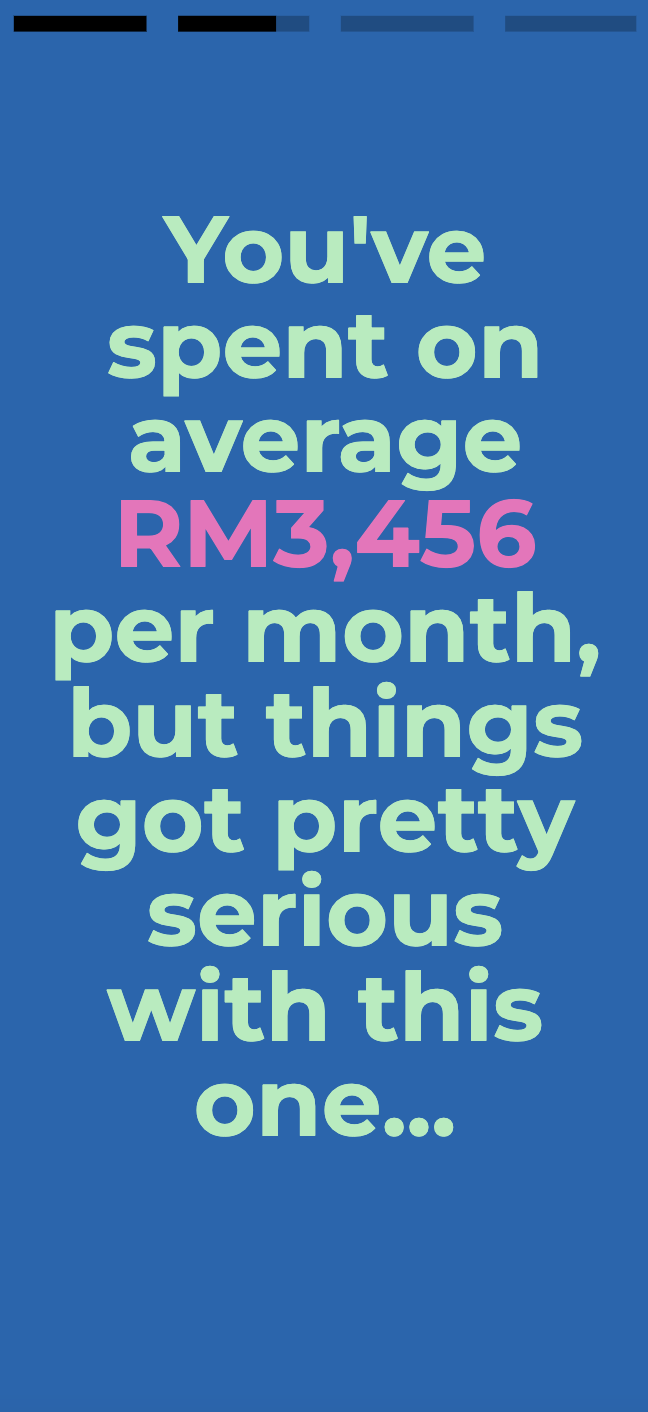 You've
spent on
average
RM3,456
per month,
but things
got pretty
serious
with this
one...